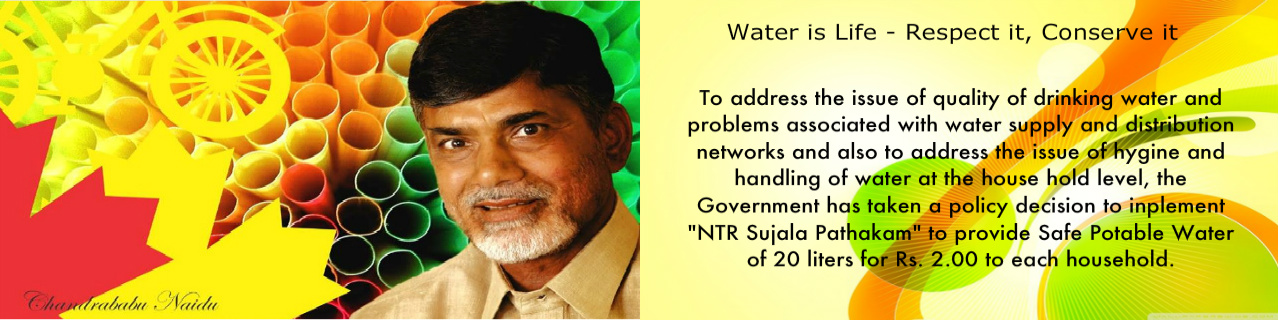 Chandrababu Naidu
Water is Life - Respect it, Conserve it
To address the issue of quality of drinking water and
problems associated with water supply and distribution
networks and also to address the issue of hygine and
handling of water at the house hold level, the
Government has taken a policy decision to inplement
"NTR Sujala Pathakam" to provide Safe Potable Water
of 20 liters for Rs. 2.00 to each household.